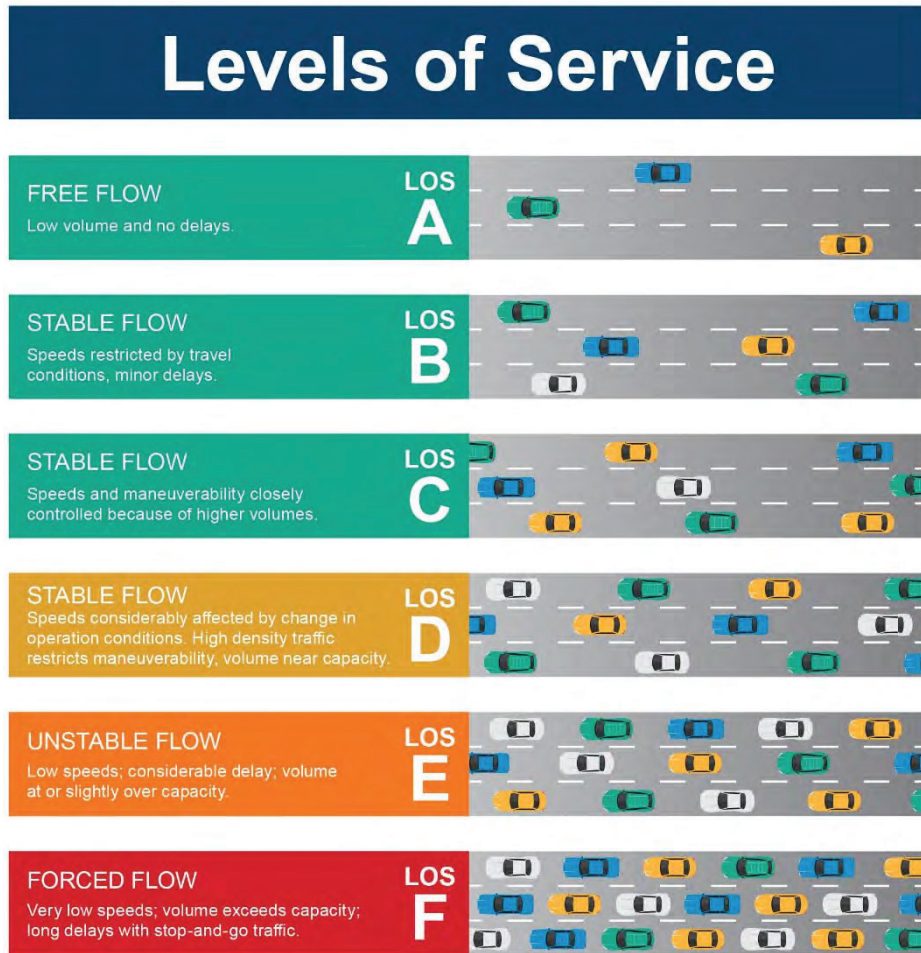 Levels of Service
FREE FLOW
Low volume and no delays.
LOS
A
STABLE FLOW
Speeds restricted by travel
conditions, minor delays.
LOS
B
STABLE FLOW
Speeds and maneuverability closely
controlled because of higher volumes.
LOS
C
STABLE FLOW
Speeds considerably affected by change in
operation conditions. High density traffic
restricts maneuverability, volume near capacity.
LOS
D
UNSTABLE FLOW
Low speeds; considerable delay; volume
at or slightly over capacity.
LOS
E
FORCED FLOW
Very low speeds; volume exceeds capacity;
long delays with stop-and-go traffic.
LOS
F